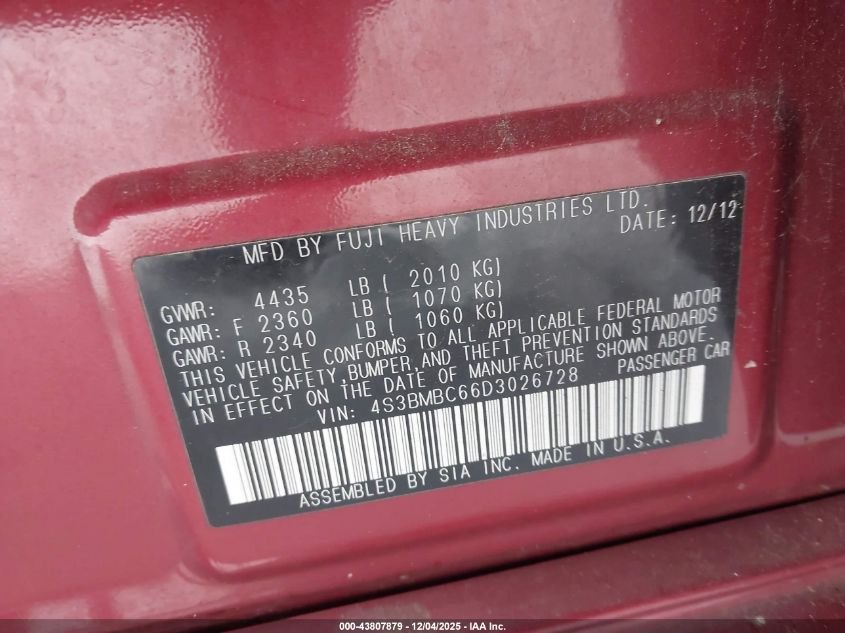 MFD BY FUJI HEAVY INDUSTRIES LTD.
DATE: 12/12
GVWR: 4435 LB ( 2010 KG)
GAWR: F 2360 LB ( 1070 KG)
GAWR: R 2340 LB ( 1060 KG)
THIS VEHICLE CONFORMS TO ALL APPLICABLE FEDERAL MOTOR
VEHICLE SAFETY,BUMPER,AND THEFT PREVENTION STANDARDS
IN EFFECT ON THE DATE OF MANUFACTURE SHOWN ABOVE.
VIN: 4S3BMBC66D3026728 PASSENGER CAR
ASSEMBLED BY SIA INC. MADE IN U.S.A.
000-43807879 - 12/04/2025 - IAA Inc.